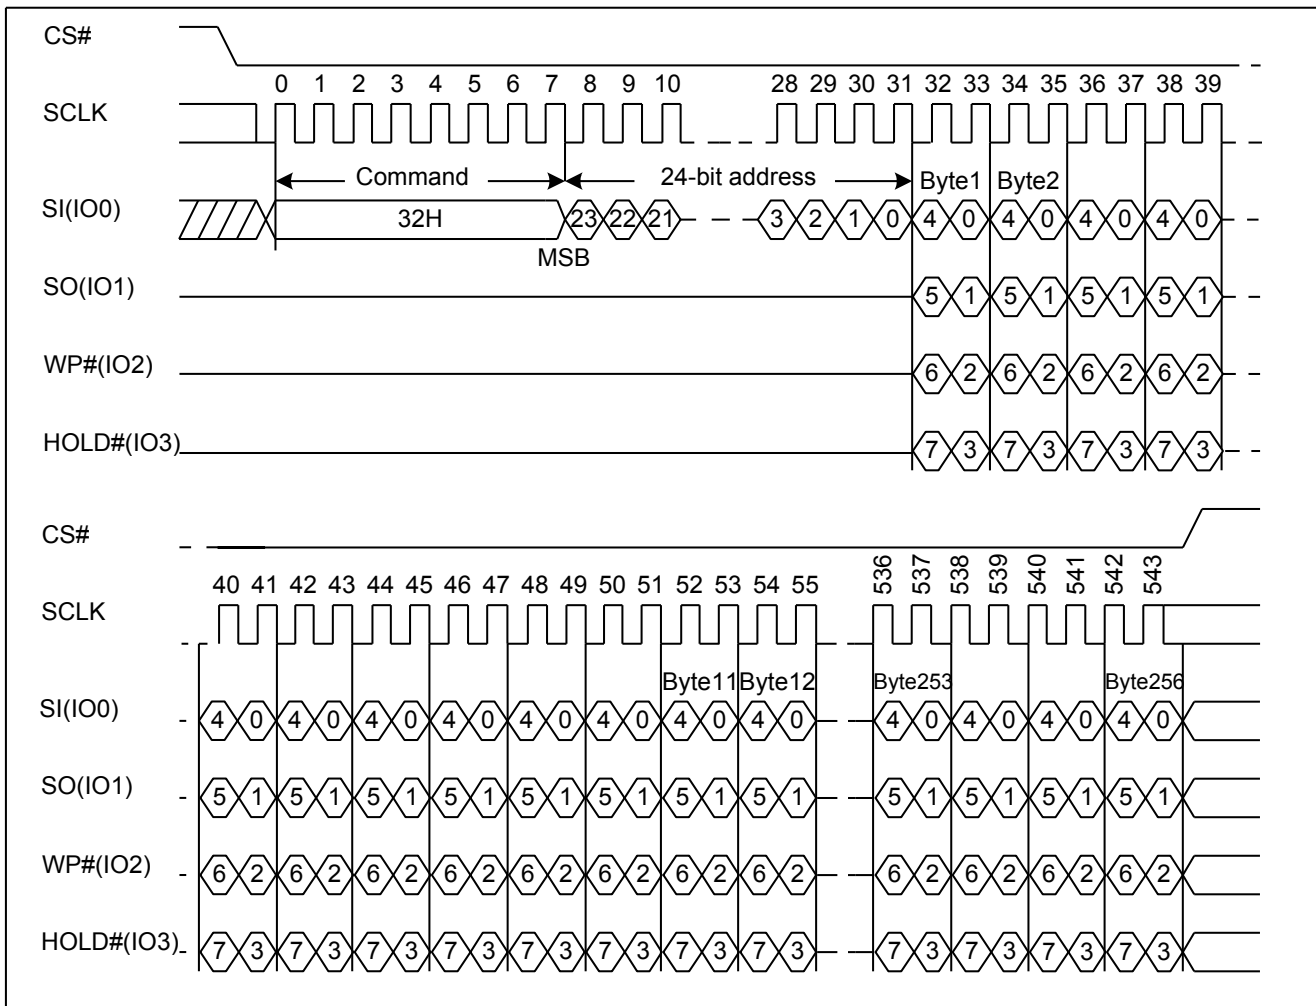 CS#
0 1 2 3 4 5 6 7 8 9 10 28 29 30 31 32 33 34 35 36 37 38 39
SCLK
Command 24-bit address Byte1 Byte2
SI(IO0) 32H 23 22 21 3 2 1 0 4 0 4 0 4 0 4 0
MSB
SO(IO1) 5 1 5 1 5 1 5 1
WP#(IO2) 6 2 6 2 6 2 6 2
HOLD#(IO3) 7 3 7 3 7 3 7 3
CS#
40 41 42 43 44 45 46 47 48 49 50 51 52 53 54 55 536 537 538 539 540 541 542 543
SCLK
Byte11 Byte12 Byte253 Byte256
SI(IO0) 4 0 4 0 4 0 4 0 4 0 4 0 4 0 4 0 4 0 4 0 4 0 4 0
SO(IO1) 5 1 5 1 5 1 5 1 5 1 5 1 5 1 5 1 5 1 5 1 5 1 5 1
WP#(IO2) 6 2 6 2 6 2 6 2 6 2 6 2 6 2 6 2 6 2 6 2 6 2 6 2
HOLD#(IO3) 7 3 7 3 7 3 7 3 7 3 7 3 7 3 7 3 7 3 7 3 7 3 7 3